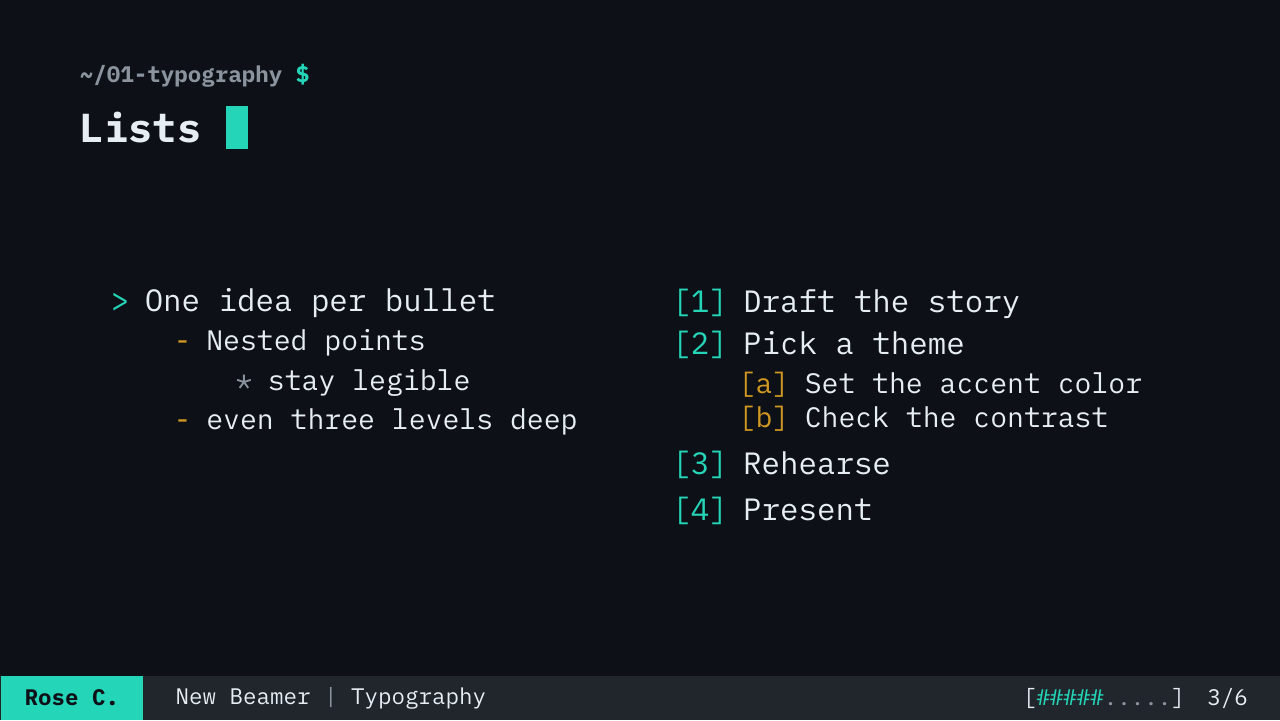 ~/01-typography $
Lists
> One idea per bullet
- Nested points
* stay legible
- even three levels deep
[1] Draft the story
[2] Pick a theme
[a] Set the accent color
[b] Check the contrast
[3] Rehearse
[4] Present
Rose C. New Beamer | Typography [#####.....] 3/6